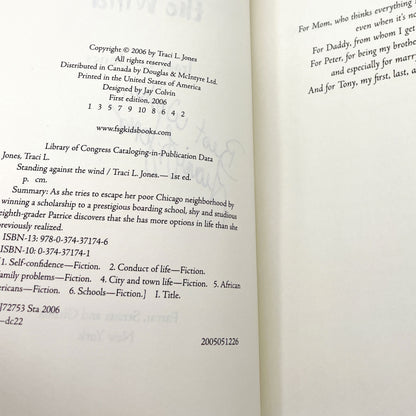 Copyright © 2006 by Traci L. Jones
All rights reserved
Distributed in Canada by Douglas & McIntyre Ltd.
Printed in the United States of America
Designed by Jay Colvin
First edition, 2006
1 3 5 7 9 10 8 6 4 2
www.fsgkidsbooks.com
Library of Congress Cataloging-in-Publication Data
Jones, Traci L.
Standing against the wind / Traci L. Jones.— 1st ed.
p. cm.
Summary: As she tries to escape her poor Chicago neighborhood by
winning a scholarship to a prestigious boarding school, shy and studious
eighth-grader Patrice discovers that she has more options in life than she
previously realized.
ISBN-13: 978-0-374-37174-6
ISBN-10: 0-374-37174-1
[1. Self-confidence—Fiction. 2. Conduct of life—Fiction.
Family problems—Fiction. 4. City and town life—Fiction. 5. African
ericans—Fiction. 6. Schools—Fiction.] I. Title.
J72753 Sta 2006
—dc22
2005051226
For Mom, who thinks everything
even when it's no
For Daddy, from whom I get
For Peter, for being my brother
and especially for marry
And for Tony, my first, last, a